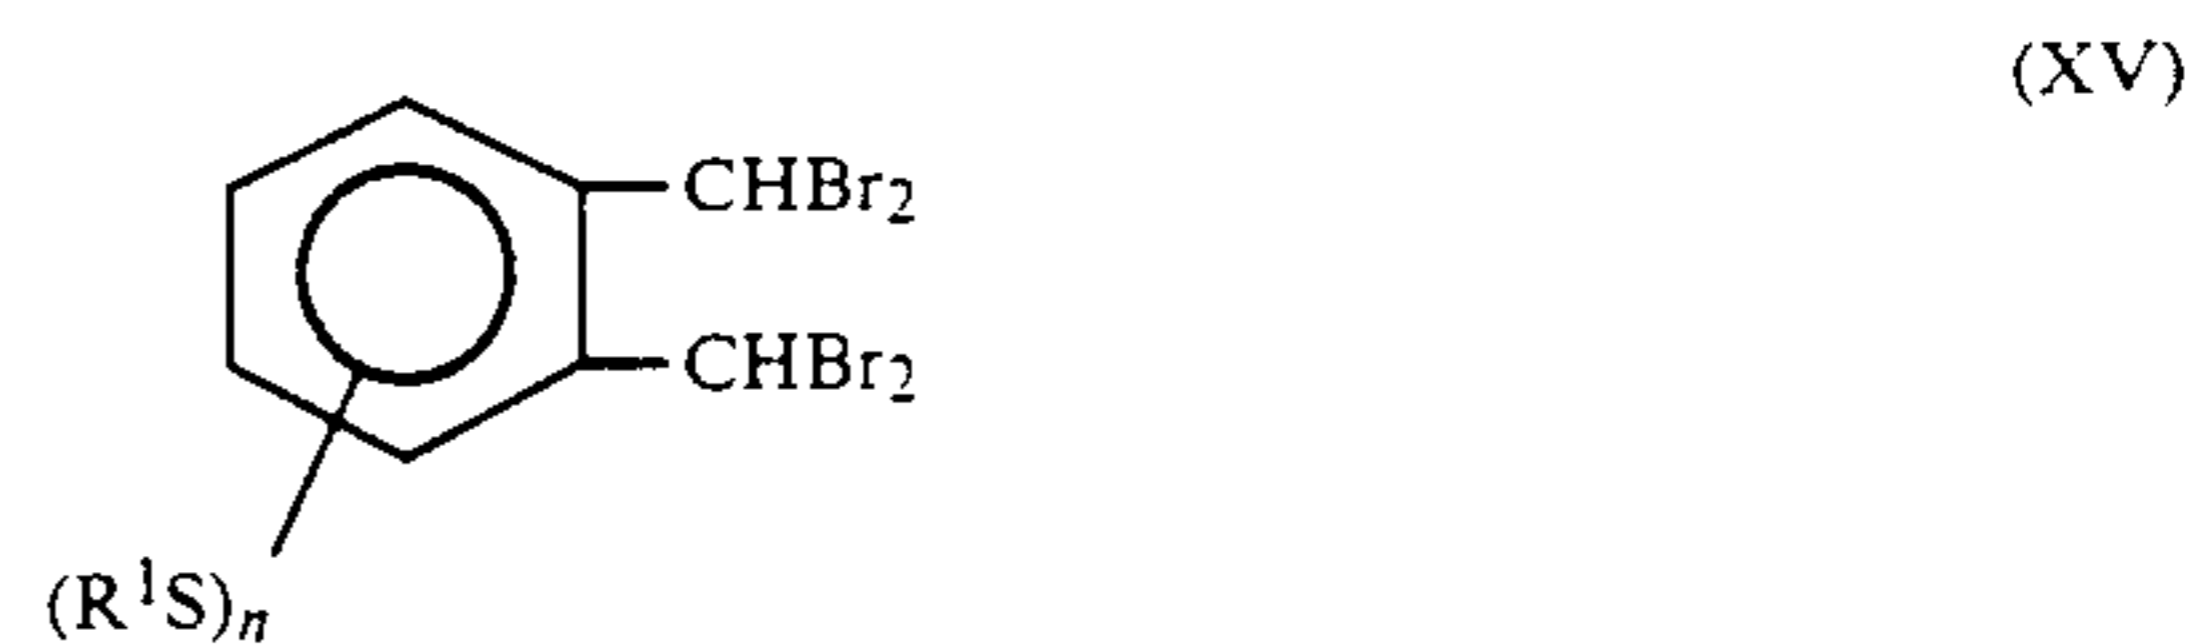 (XV)
CHBr₂
CHBr₂
(R¹S)ₙ